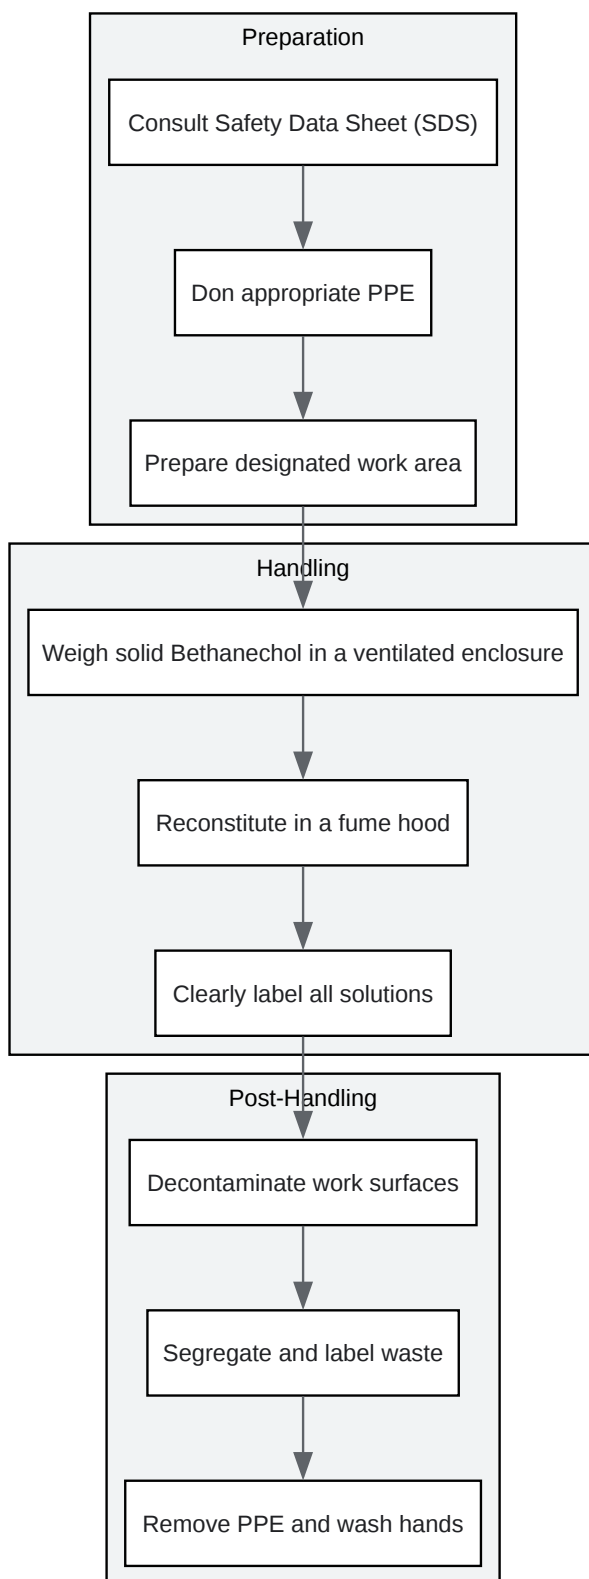 Preparation
Consult Safety Data Sheet (SDS)
Don appropriate PPE
Prepare designated work area
Handling
Weigh solid Bethanechol in a ventilated enclosure
Reconstitute in a fume hood
Clearly label all solutions
Post-Handling
Decontaminate work surfaces
Segregate and label waste
Remove PPE and wash hands